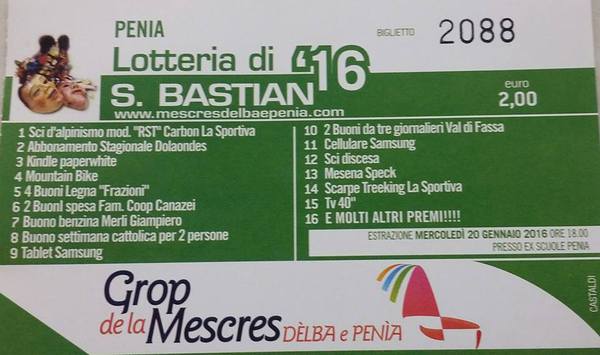 PENIA
BIGLIETTO 2088
Lotteria di '16
S. BASTIAN
euro
2,00
www.mescresdelbaepenia.com
1 Sci d'alpinismo mod. "RST" Carbon La Sportiva
2 Abbonamento Stagionale Dolaondes
3 Kindle paperwhite
4 Mountain Bike
5 4 Buoni Legna "Frazioni"
6 2 BuonI spesa Fam. Coop Canazei
7 Buono benzina Merli Giampiero
8 Buono settimana cattolica per 2 persone
9 Tablet Samsung
10 2 Buoni da tre giornalieri Val di Fassa
11 Cellulare Samsung
12 Sci discesa
13 Mesena Speck
14 Scarpe Treeking La Sportiva
15 Tv 40"
16 E MOLTI ALTRI PREMI!!!!
ESTRAZIONE MERCOLEDÌ 20 GENNAIO 2016 ORE 18.00
PRESSO EX SCUOLE PENIA
Grop
de la Mescres DÈLBA e PENÌA
CASTALDI